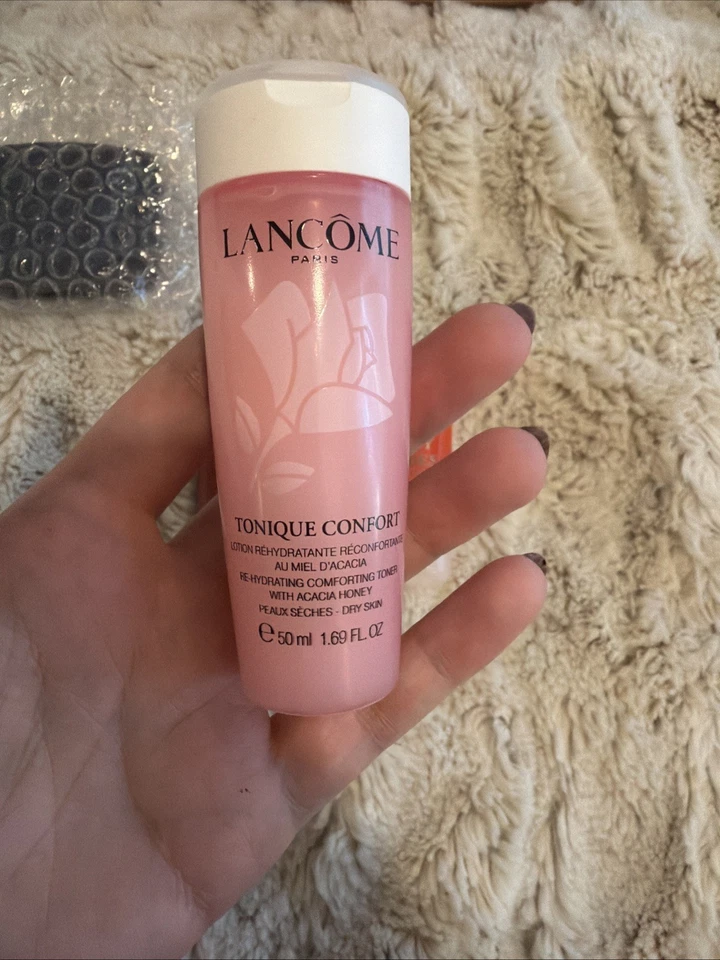 LANCÔME
PARIS
TONIQUE CONFORT
LOTION RÉHYDRATANTE RÉCONFORTANTE
AU MIEL D'ACACIA
RE-HYDRATING COMFORTING TONER
WITH ACACIA HONEY
PEAUX SÈCHES - DRY SKIN
℮ 50 ml 1.69 FL. OZ